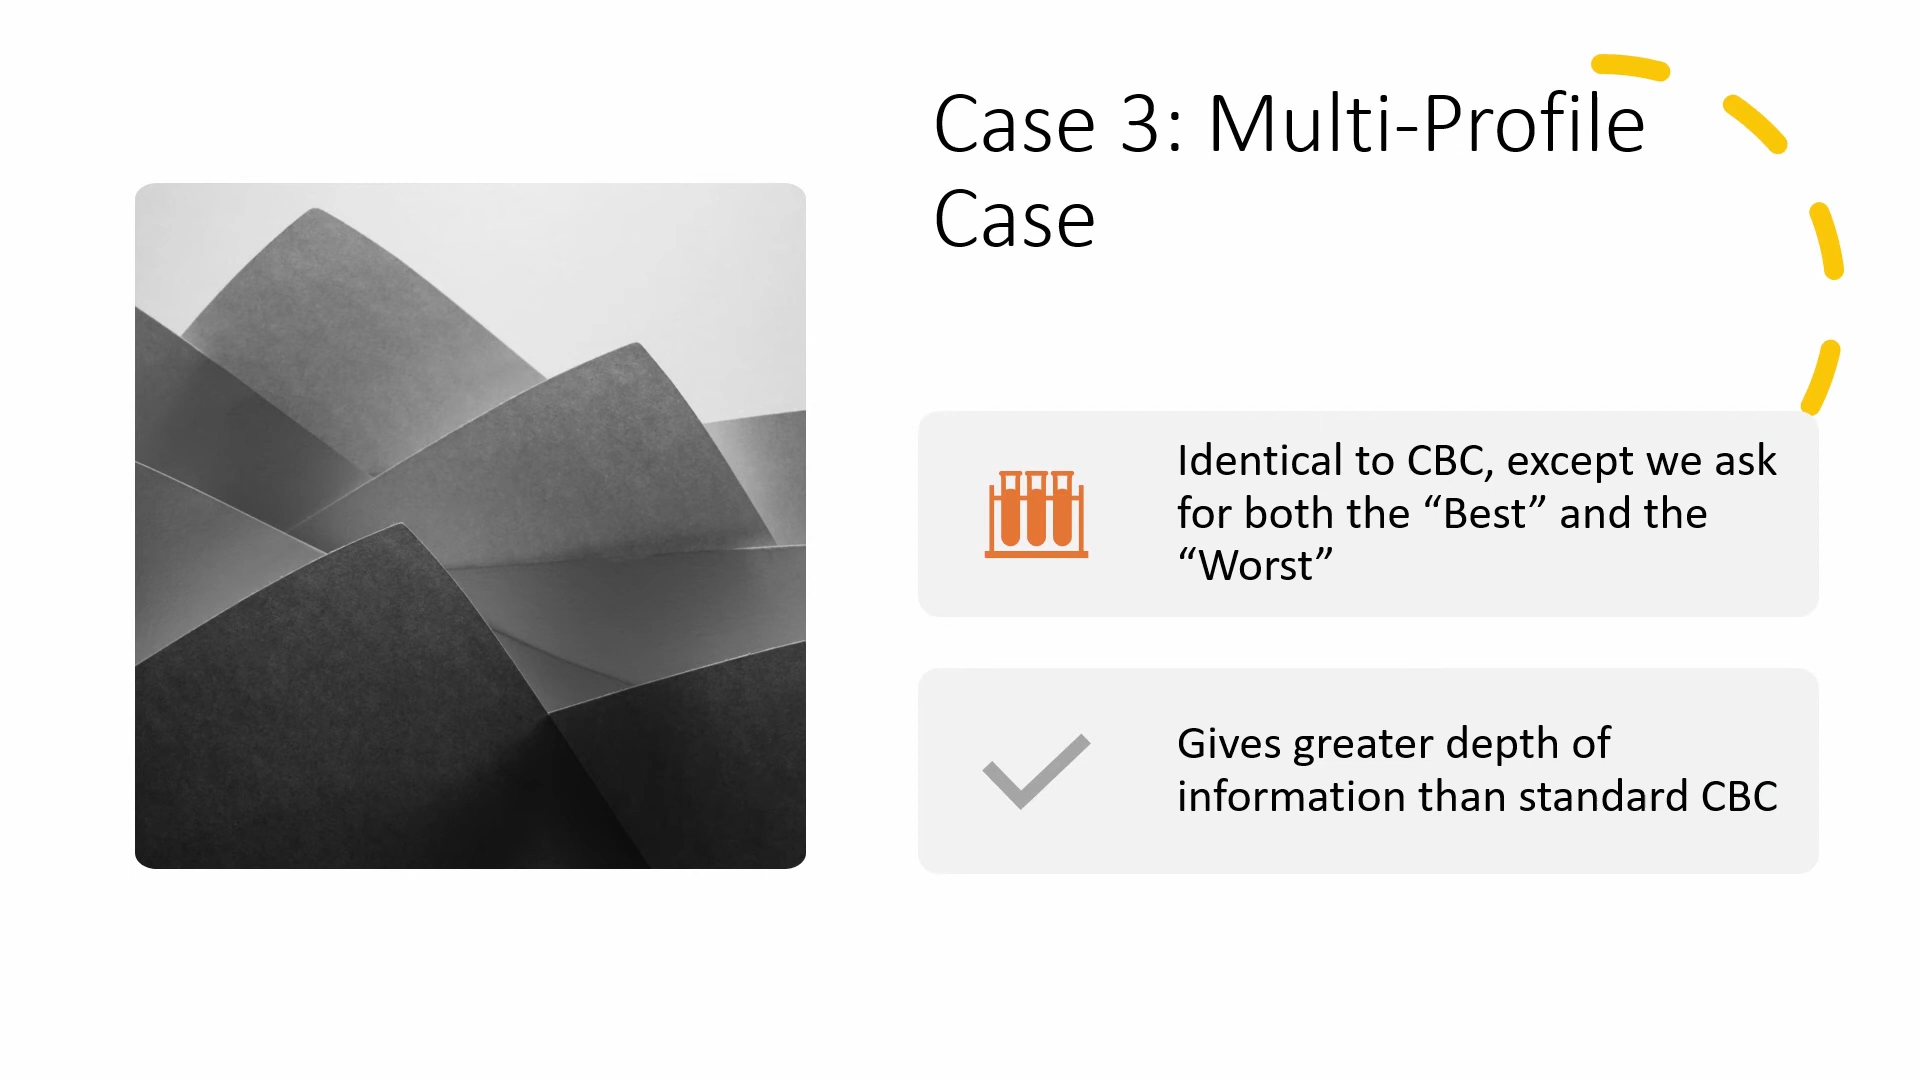 Case 3: Multi-Profile
Case
Identical to CBC, except we ask
for both the “Best” and the
“Worst”
Gives greater depth of
information than standard CBC